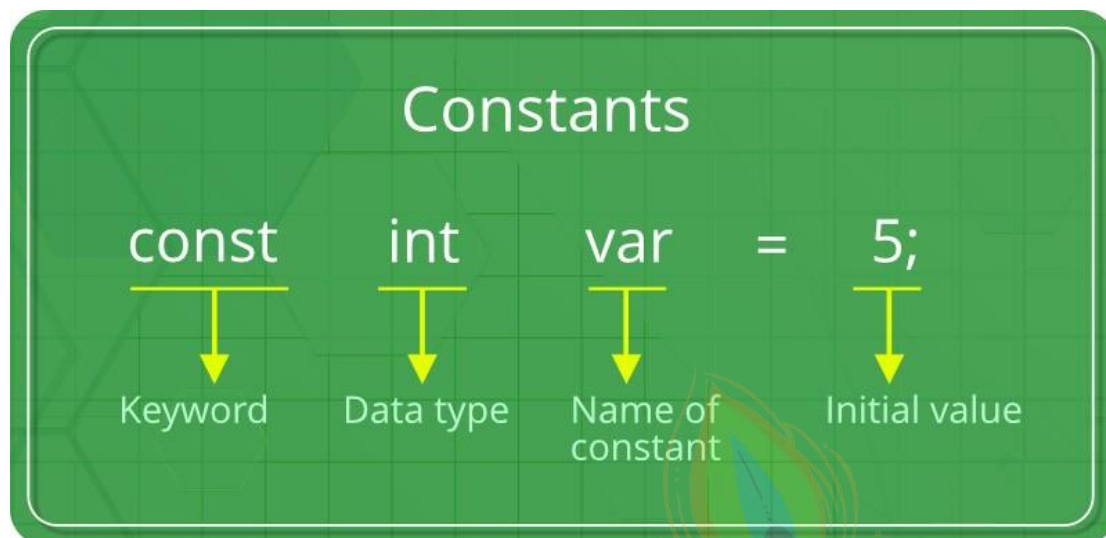 Constants
const int var = 5;
Keyword Data type Name of constant Initial value